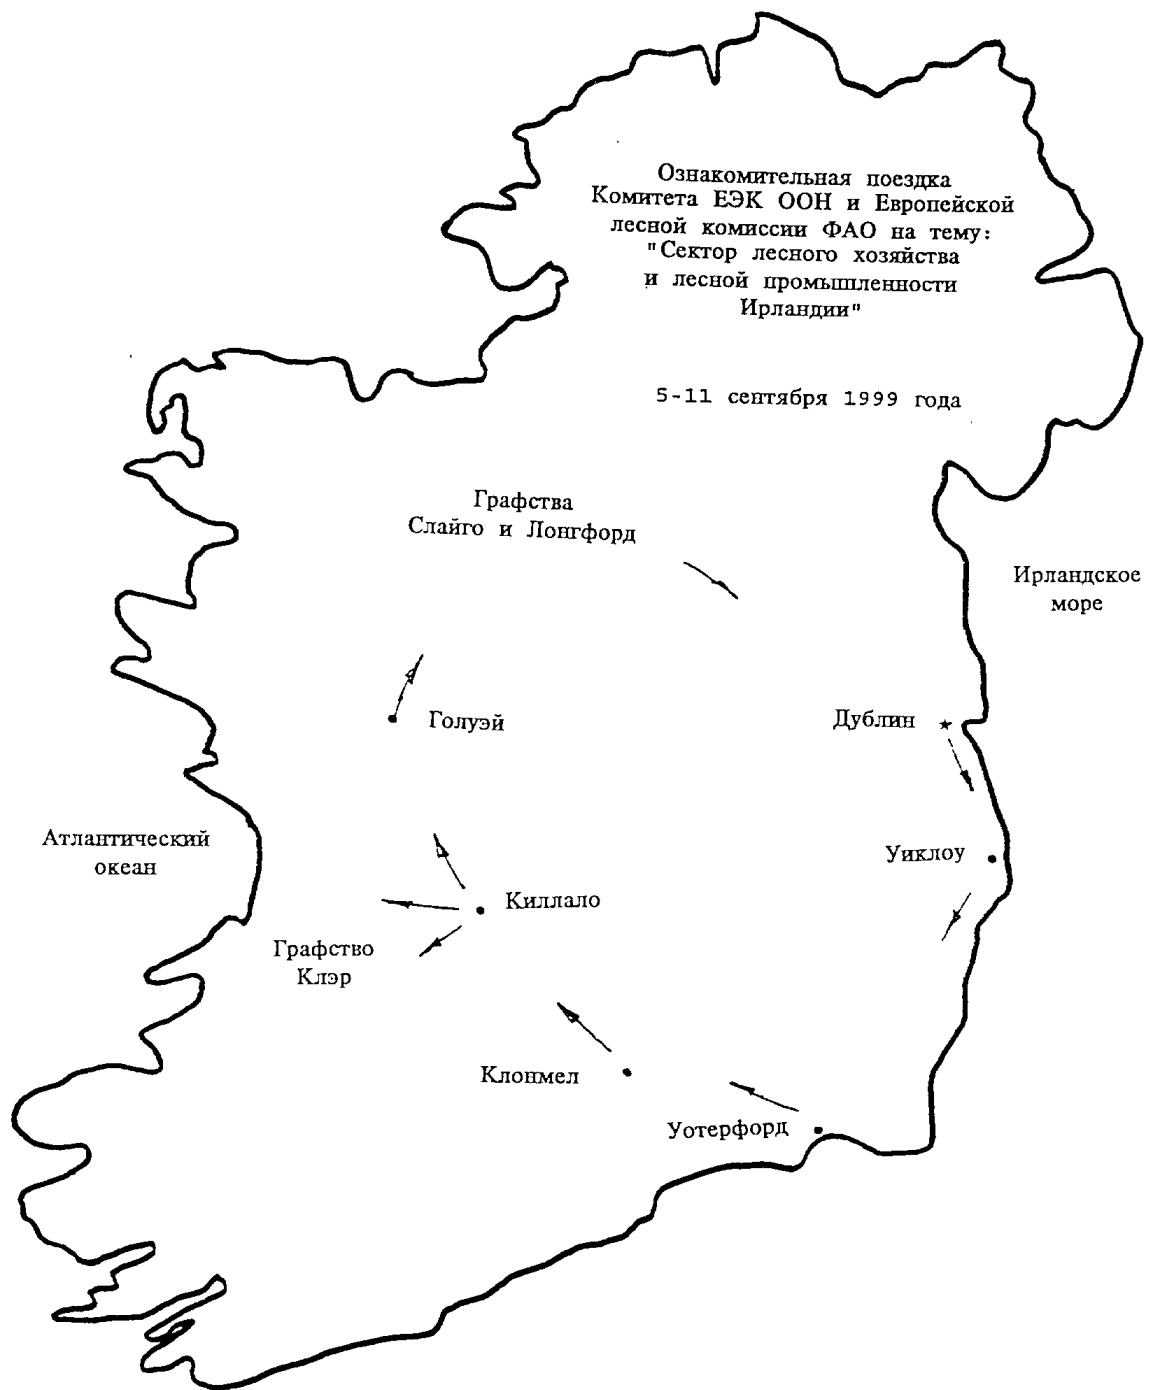 Ознакомительная поездка
Комитета ЕЭК ООН и Европейской
лесной комиссии ФАО на тему:
"Сектор лесного хозяйства
и лесной промышленности
Ирландии"
5-11 сентября 1999 года
Графства
Слайго и Лонгфорд
Ирландское
море
Голуэй
Дублин
Атлантический
океан
Уиклоу
Киллало
Графство
Клэр
Клонмел
Уотерфорд